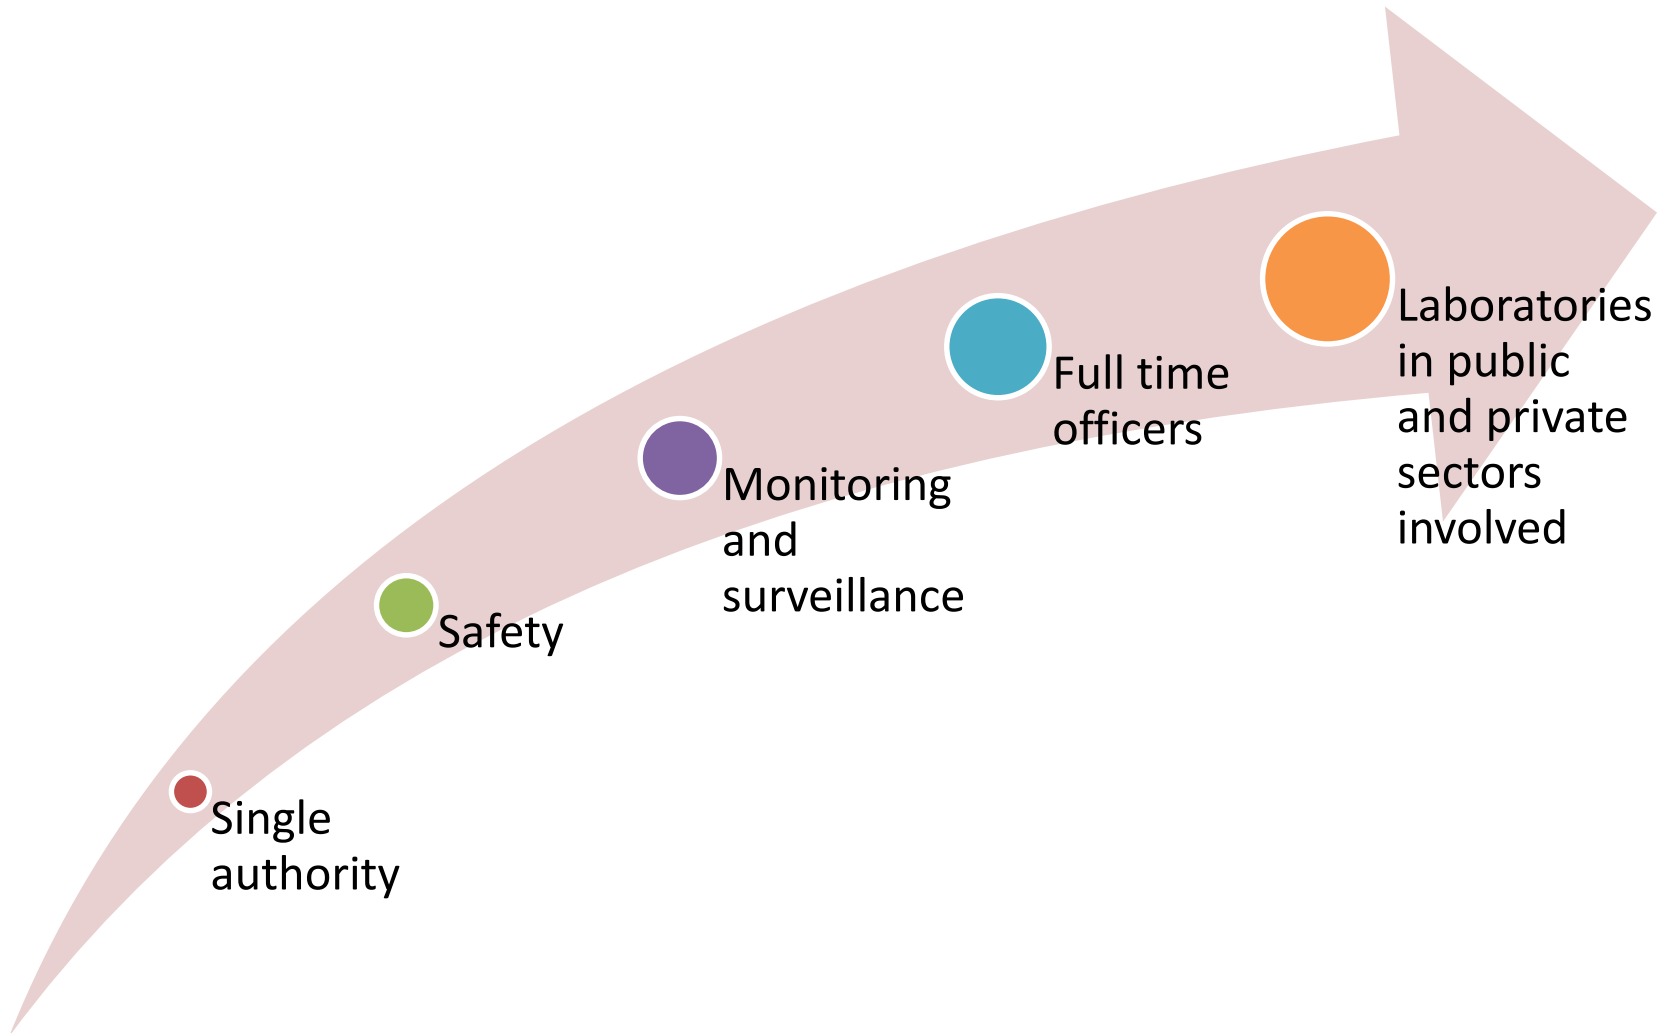 Single
authority
Safety
Monitoring
and
surveillance
Full time
officers
Laboratories
in public
and private
sectors
involved